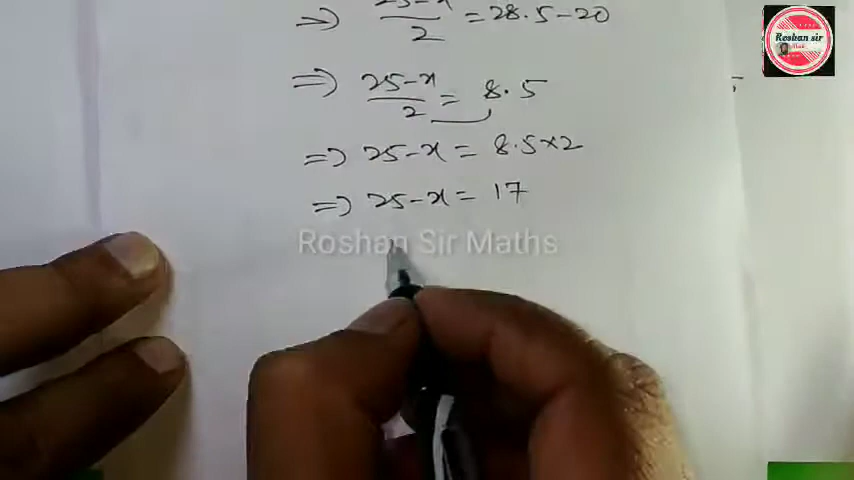 ⇒ 25-x/2 = 28.5-20
⇒ 25-x/2 = 8.5
⇒ 25-x = 8.5×2
⇒ 25-x = 17
Roshan Sir Maths
Roshan sir